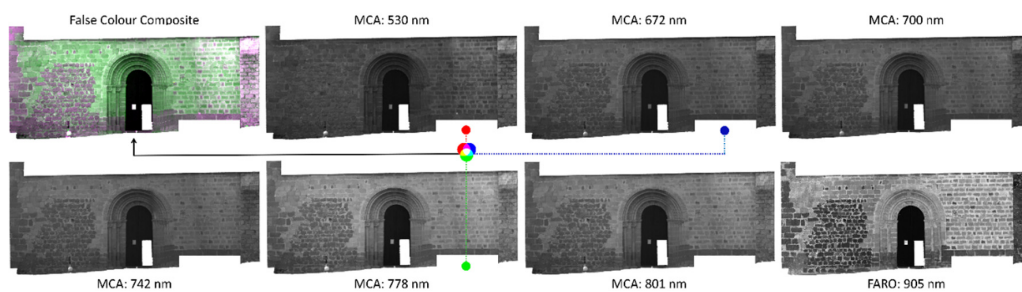 False Colour Composite
MCA: 530 nm
MCA: 672 nm
MCA: 700 nm
MCA: 742 nm
MCA: 778 nm
MCA: 801 nm
FARO: 905 nm